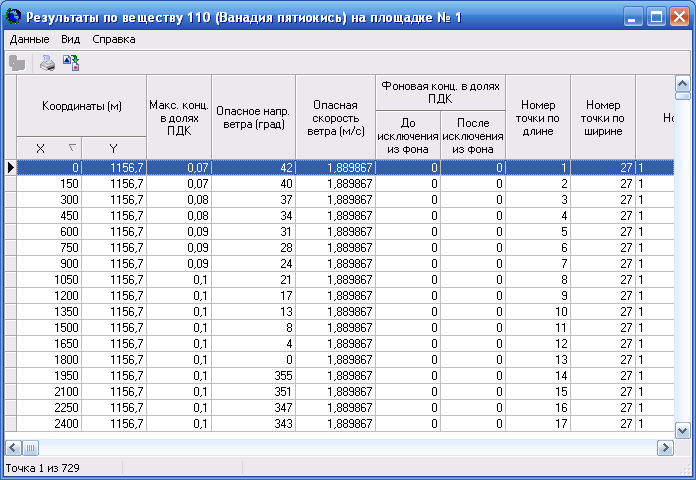 Результаты по веществу 110 (Ванадия пятиокись) на площадке № 1
Данные Вид Справка
Координаты (м) Макс. конц. в долях ПДК Опасное напр. ветра (град) Опасная скорость ветра (м/с) Фоновая конц. в долях ПДК Номер точки по длине Номер точки по ширине Но
X Y До исключения из фона После исключения из фона
0 1156,7 0,07 42 1,889867 0 0 1 27 1
150 1156,7 0,07 40 1,889867 0 0 2 27 1
300 1156,7 0,08 37 1,889867 0 0 3 27 1
450 1156,7 0,08 34 1,889867 0 0 4 27 1
600 1156,7 0,09 31 1,889867 0 0 5 27 1
750 1156,7 0,09 28 1,889867 0 0 6 27 1
900 1156,7 0,09 24 1,889867 0 0 7 27 1
1050 1156,7 0,1 21 1,889867 0 0 8 27 1
1200 1156,7 0,1 17 1,889867 0 0 9 27 1
1350 1156,7 0,1 13 1,889867 0 0 10 27 1
1500 1156,7 0,1 8 1,889867 0 0 11 27 1
1650 1156,7 0,1 4 1,889867 0 0 12 27 1
1800 1156,7 0,1 0 1,889867 0 0 13 27 1
1950 1156,7 0,1 355 1,889867 0 0 14 27 1
2100 1156,7 0,1 351 1,889867 0 0 15 27 1
2250 1156,7 0,1 347 1,889867 0 0 16 27 1
2400 1156,7 0,1 343 1,889867 0 0 17 27 1
Точка 1 из 729